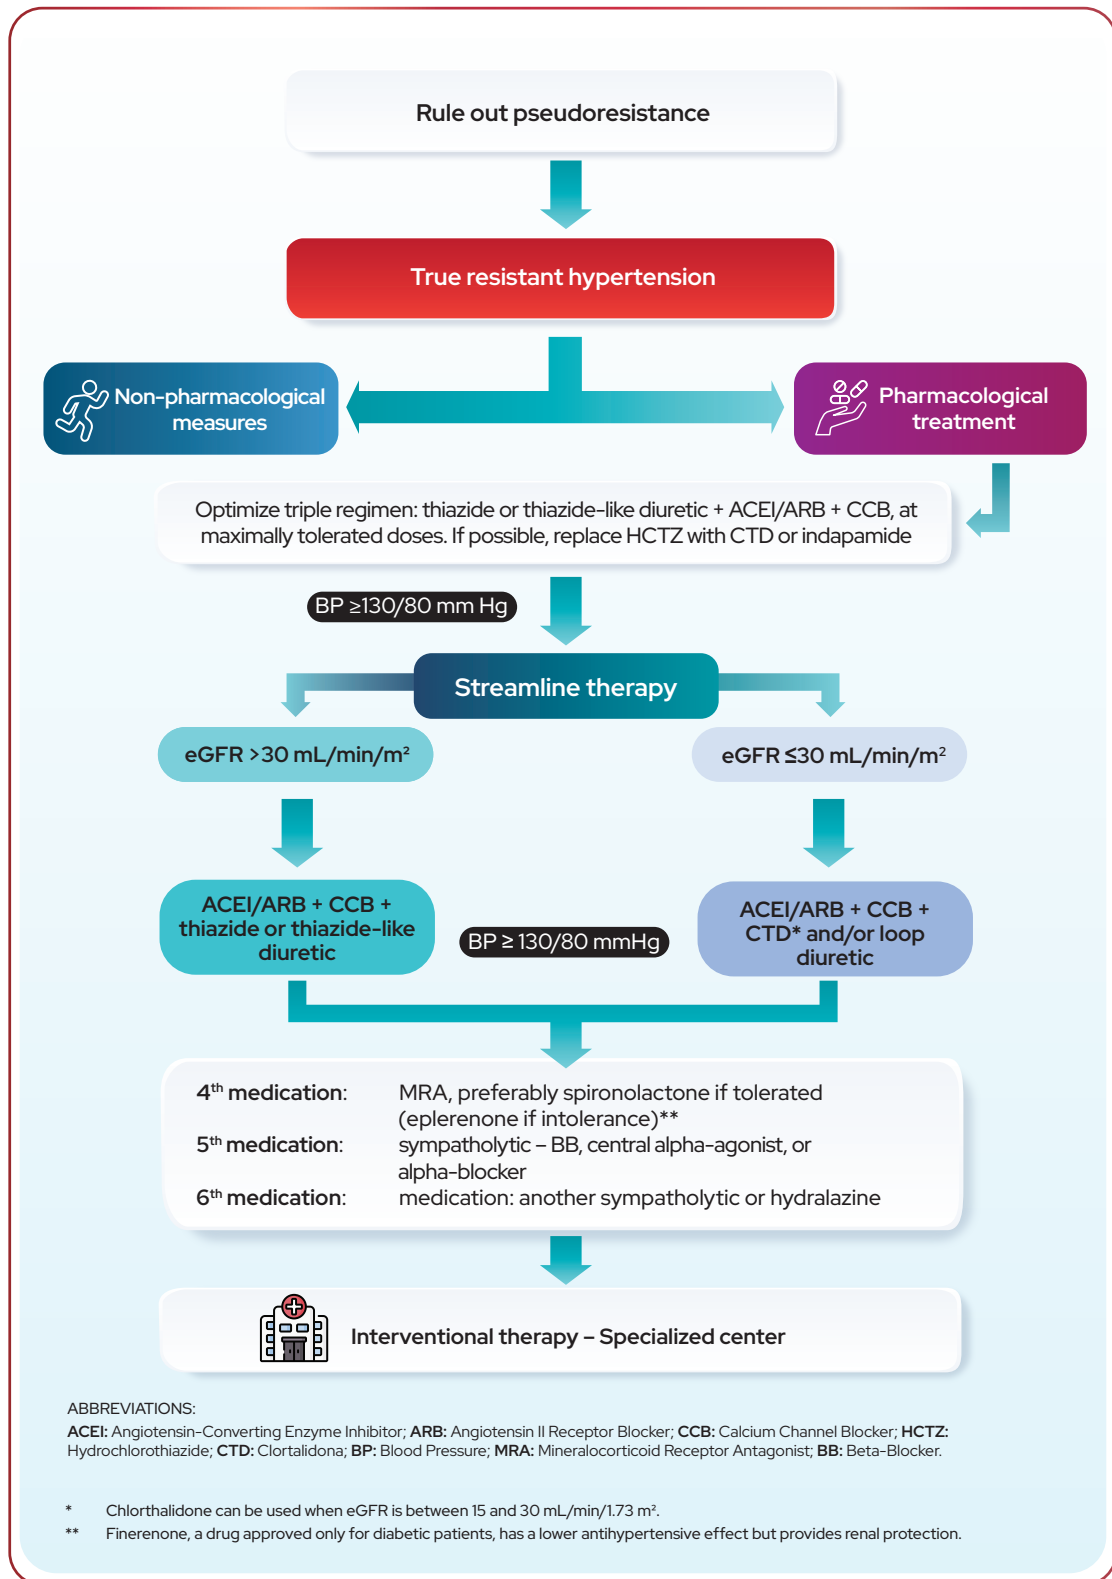 Rule out pseudoresistance
True resistant hypertension
Non-pharmacological
measures
Pharmacological
treatment
Optimize triple regimen: thiazide or thiazide-like diuretic + ACEI/ARB + CCB, at
maximally tolerated doses. If possible, replace HCTZ with CTD or indapamide
BP ≥130/80 mm Hg
Streamline therapy
eGFR >30 mL/min/m²
eGFR ≤30 mL/min/m²
ACEI/ARB + CCB +
thiazide or thiazide-like
diuretic
BP ≥ 130/80 mmHg
ACEI/ARB + CCB +
CTD* and/or loop
diuretic
4th medication: MRA, preferably spironolactone if tolerated
(eplerenone if intolerance)**
5th medication: sympatholytic – BB, central alpha-agonist, or
alpha-blocker
6th medication: medication: another sympatholytic or hydralazine
Interventional therapy – Specialized center
ABBREVIATIONS:
ACEI: Angiotensin-Converting Enzyme Inhibitor; ARB: Angiotensin II Receptor Blocker; CCB: Calcium Channel Blocker; HCTZ:
Hydrochlorothiazide; CTD: Clortalidona; BP: Blood Pressure; MRA: Mineralocorticoid Receptor Antagonist; BB: Beta-Blocker.
* Chlorthalidone can be used when eGFR is between 15 and 30 mL/min/1.73 m².
** Finerenone, a drug approved only for diabetic patients, has a lower antihypertensive effect but provides renal protection.